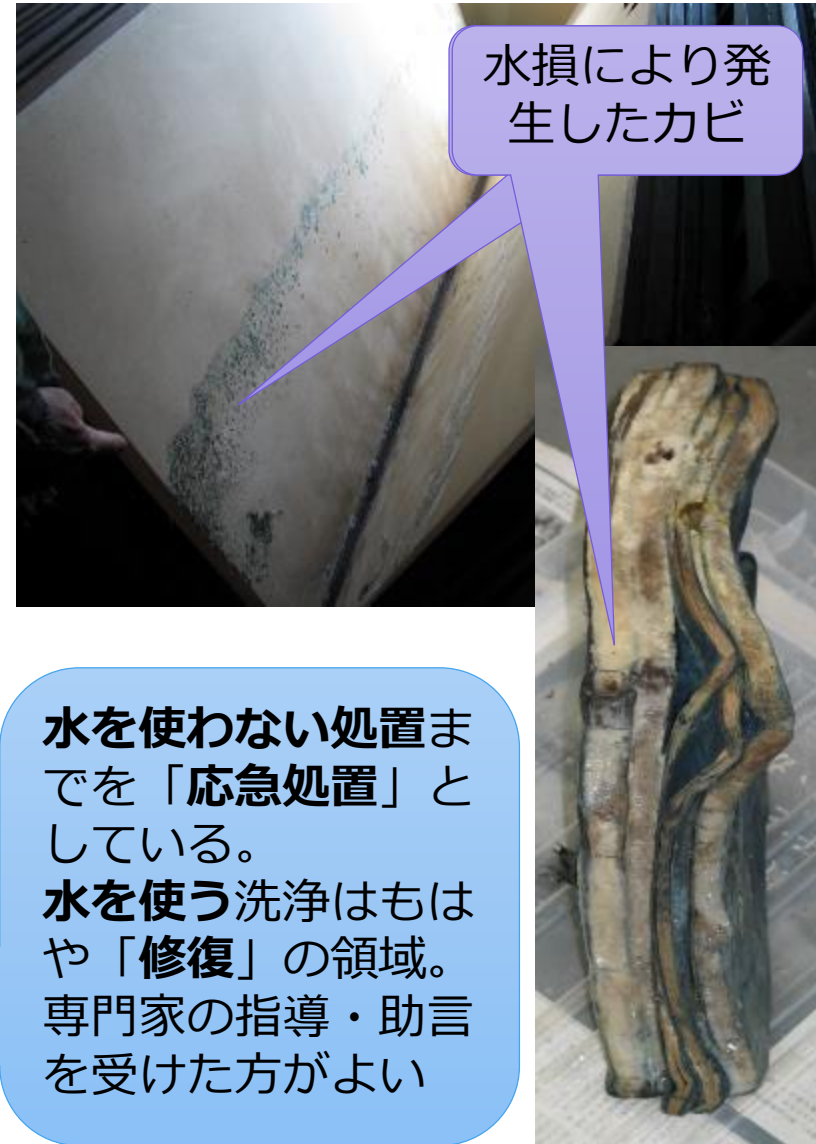 水損により発
生したカビ
水を使わない処置ま
でを「応急処置」と
している。
水を使う洗浄はもは
や「修復」の領域。
専門家の指導・助言
を受けた方がよい